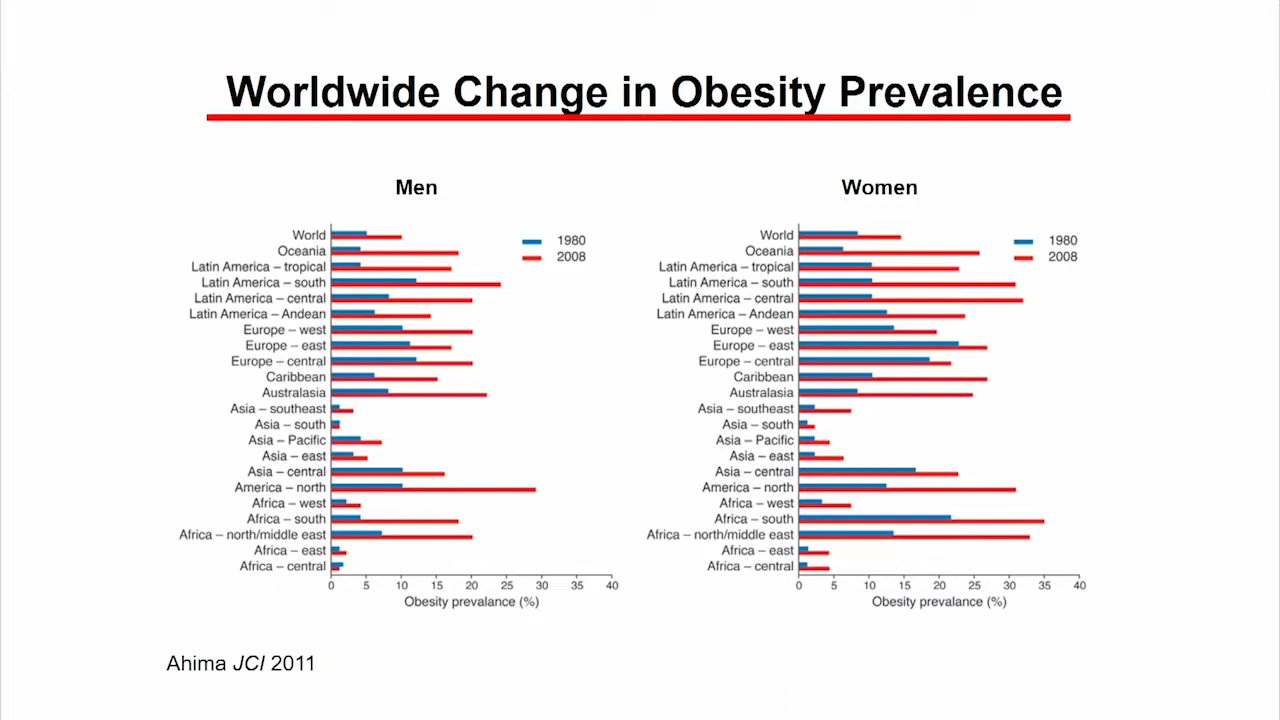 Worldwide Change in Obesity Prevalence
Men
World
Oceania
Latin America – tropical
Latin America – south
Latin America – central
Latin America – Andean
Europe – west
Europe – east
Europe – central
Caribbean
Australasia
Asia – southeast
Asia – south
Asia – Pacific
Asia – east
Asia – central
America – north
Africa – west
Africa – south
Africa – north/middle east
Africa – east
Africa – central
1980
2008
0 5 10 15 20 25 30 35 40
Obesity prevalance (%)
Women
World
Oceania
Latin America – tropical
Latin America – south
Latin America – central
Latin America – Andean
Europe – west
Europe – east
Europe – central
Caribbean
Australasia
Asia – southeast
Asia – south
Asia – Pacific
Asia – east
Asia – central
America – north
Africa – west
Africa – south
Africa – north/middle east
Africa – east
Africa – central
1980
2008
0 5 10 15 20 25 30 35 40
Obesity prevalance (%)
Ahima JCI 2011